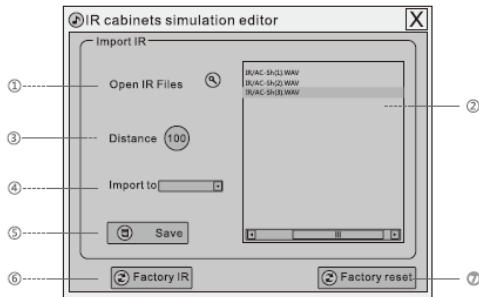 IR cabinets simulation editor X
Import IR
① Open IR Files
IR/AC-Sh(1).WAV
IR/AC-Sh(2).WAV
IR/AC-Sh(3).WAV
②
③ Distance 100
④ Import to
⑤ Save
⑥ Factory IR
Factory reset ⑦